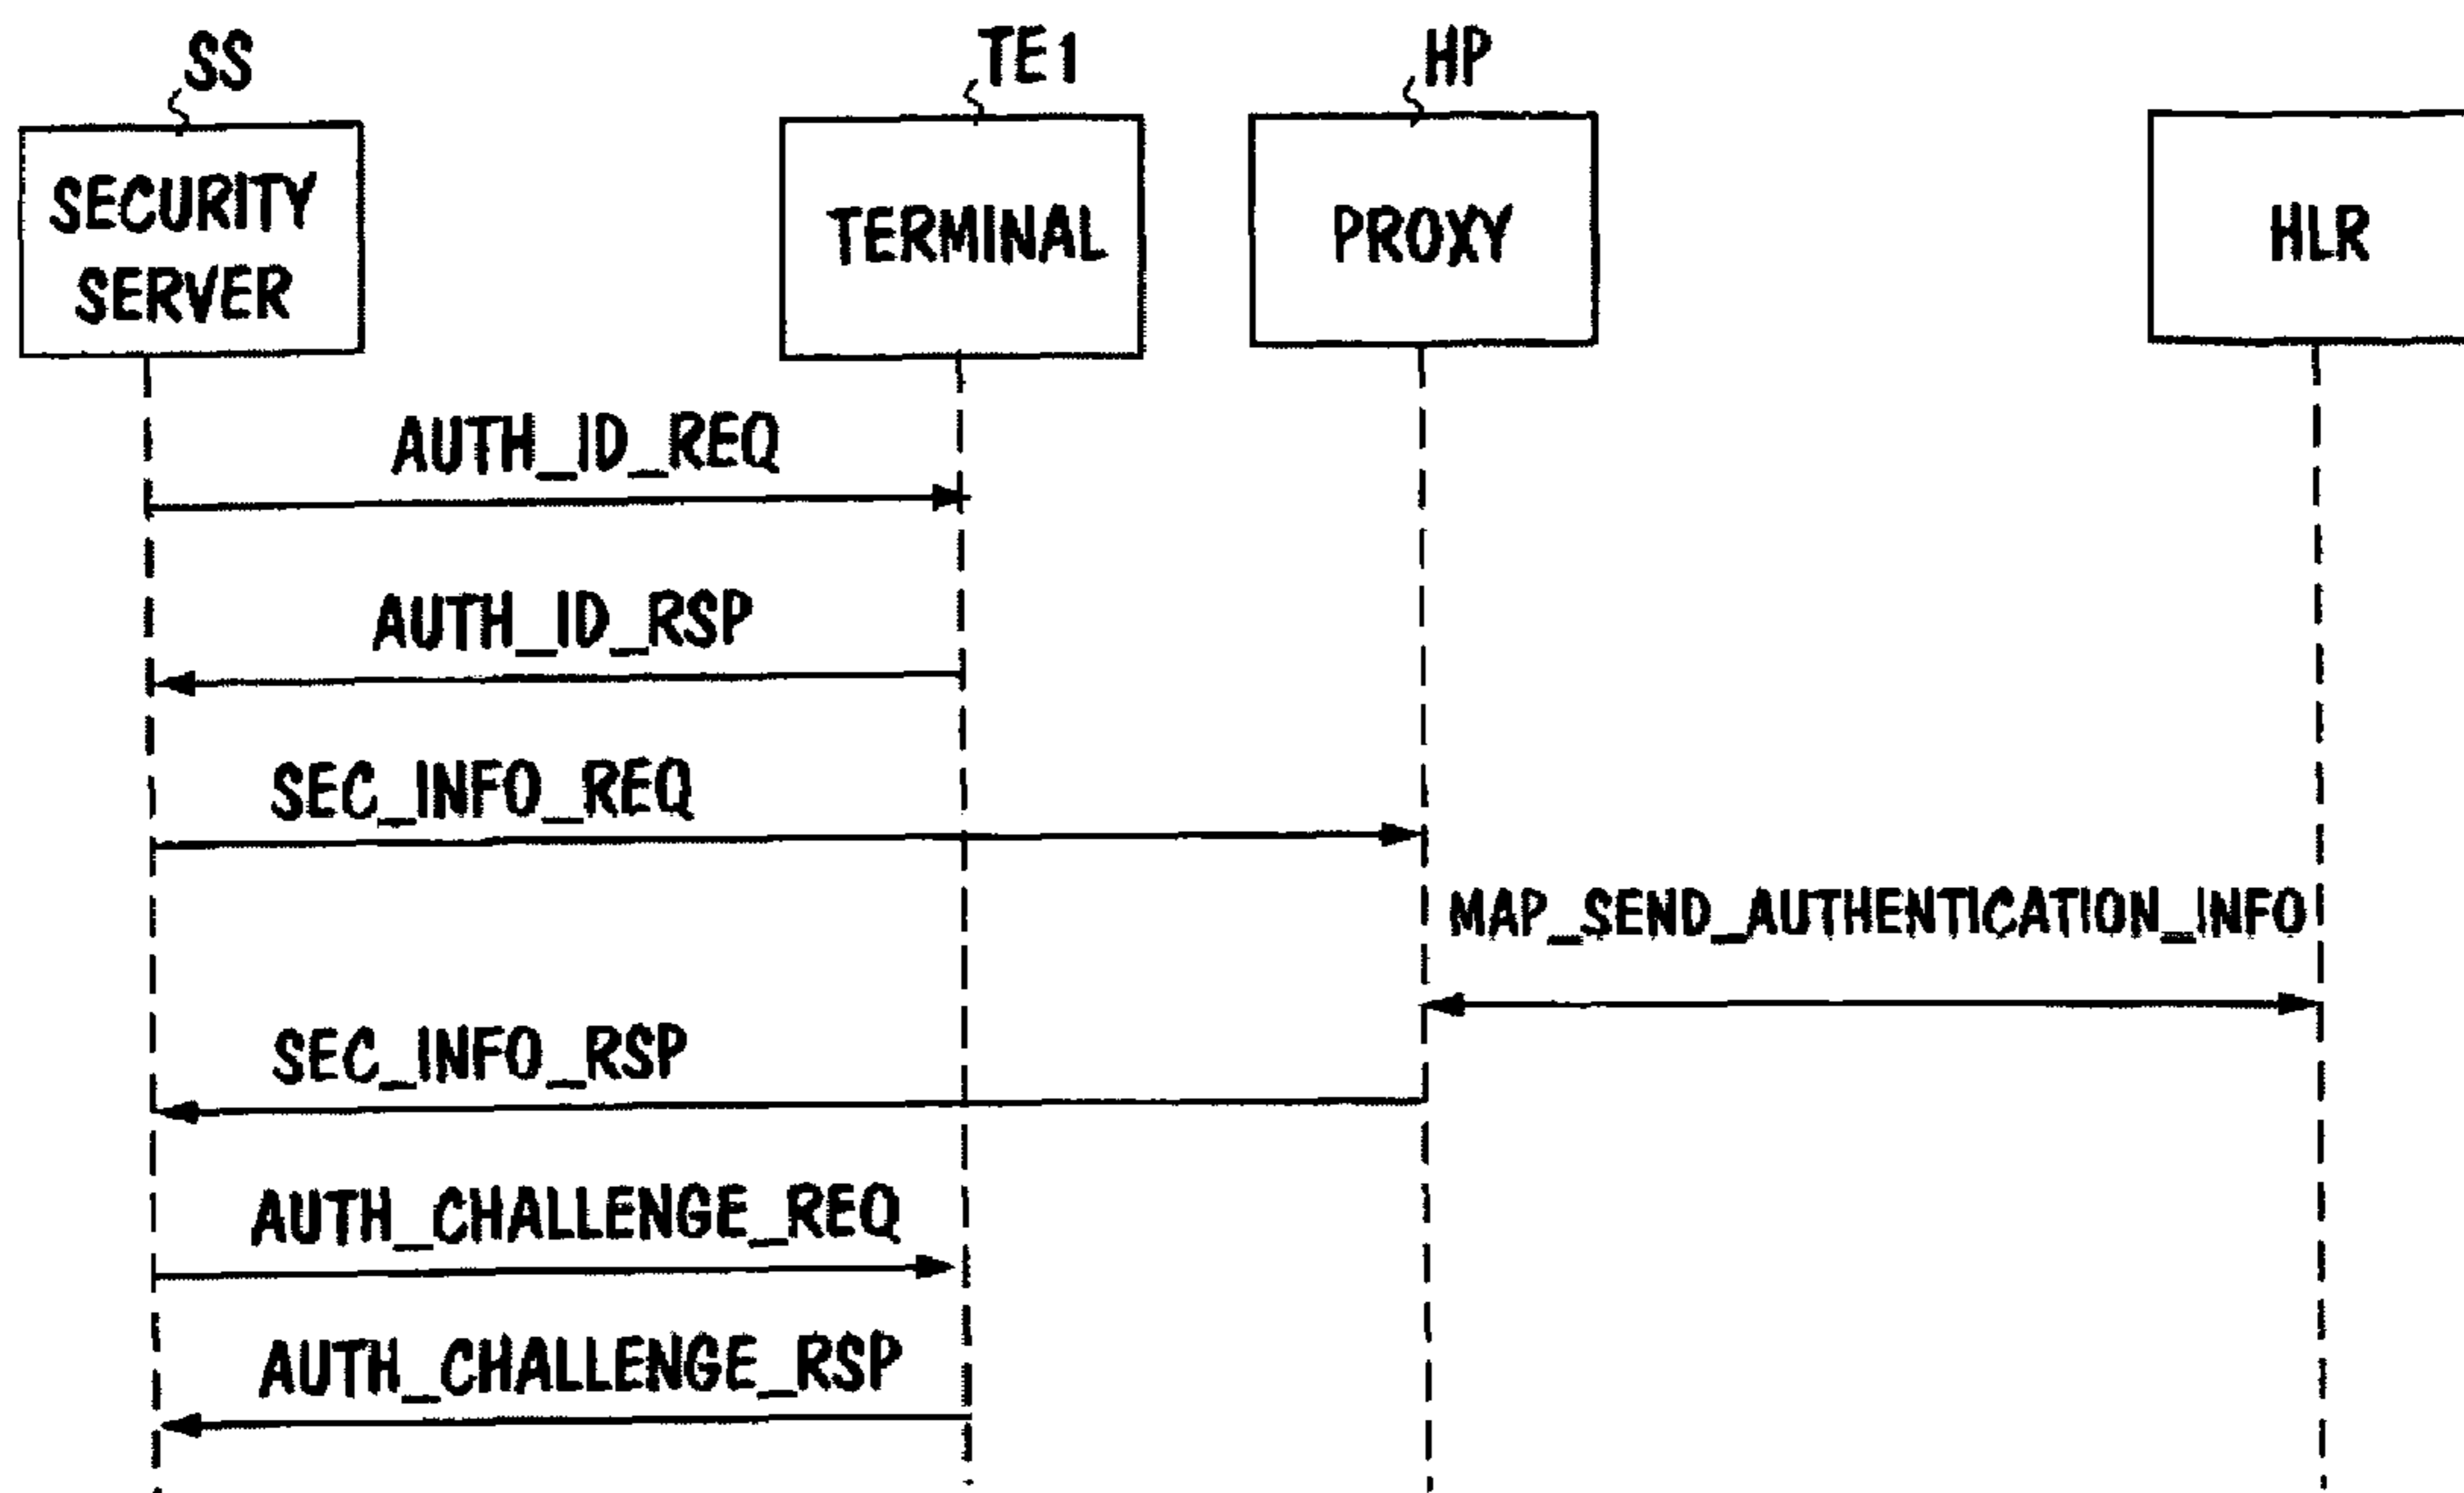 SS
TE1
HP
SECURITY
SERVER
TERMINAL
PROXY
HLR
AUTH_ID_REQ
AUTH_ID_RSP
SEC_INFO_REQ
MAP_SEND_AUTHENTICATION_INFO
SEC_INFO_RSP
AUTH_CHALLENGE_REQ
AUTH_CHALLENGE_RSP